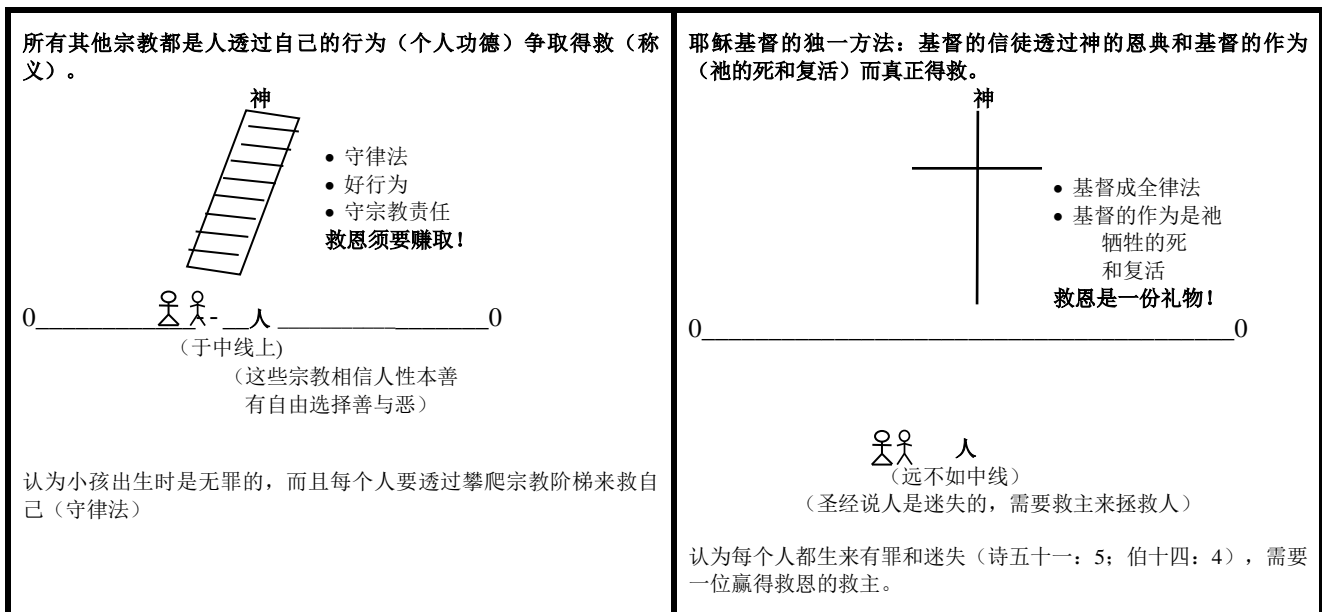 所有其他宗教都是人透过自己的行为（个人功德）争取得救（称
义）。
神
• 守律法
• 好行为
• 守宗教责任
救恩须要赚取！
0____________- - __人 ___________________0
（于中线上)
（这些宗教相信人性本善
有自由选择善与恶）
认为小孩出生时是无罪的，而且每个人要透过攀爬宗教阶梯来救自
己（守律法）
耶稣基督的独一方法：基督的信徒透过神的恩典和基督的作为
（祂的死和复活）而真正得救。
神
• 基督成全律法
• 基督的作为是祂
牺牲的死
和复活
救恩是一份礼物！
0________________________________________0
人
（远不如中线）
（圣经说人是迷失的，需要救主来拯救人）
认为每个人都生来有罪和迷失（诗五十一：5；伯十四：4），需要
一位赢得救恩的救主。